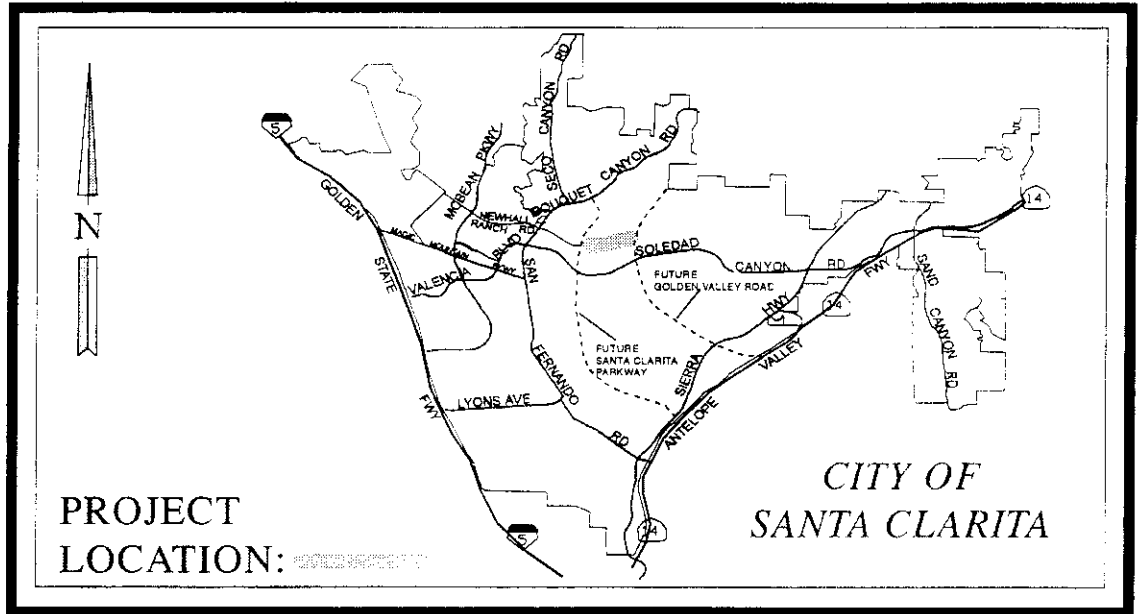 CANYON RD
5
N
GOLDEN
STATE
FWY
MCBEAN PKWY
SECO
BOUQUET CANYON RD
NEWHALL
RANCH RD
MAGIC MOUNTAIN
PKWY
VALENCIA BLVD
SOLEDAD
CANYON RD
SAN
FERNANDO
RD
FUTURE
GOLDEN VALLEY ROAD
FUTURE
SANTA CLARITA
PARKWAY
SIERRA HWY
ANTELOPE
VALLEY
FWY
14
14
SAND
CANYON
RD
LYONS AVE
PROJECT
LOCATION:
5
14
CITY OF
SANTA CLARITA